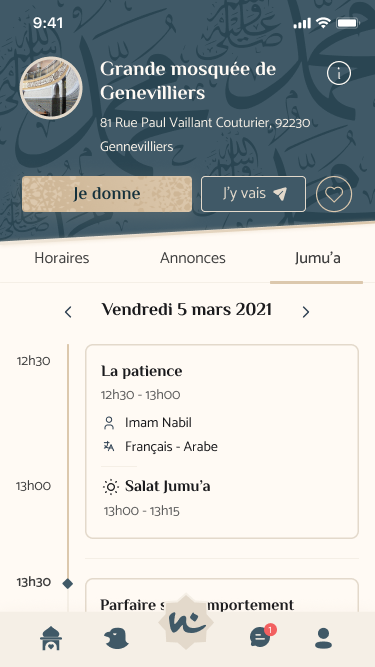 9:41
Grande mosquée de
Genevilliers
81 Rue Paul Vaillant Couturier, 92230
Gennevilliers
Je donne
J'y vais
Horaires
Annonces
Jumu'a
Vendredi 5 mars 2021
12h30
La patience
12h30 - 13h00
Imam Nabil
Français - Arabe
13h00
Salat Jumu'a
13h00 - 13h15
13h30
Parfaire s
mportement
1